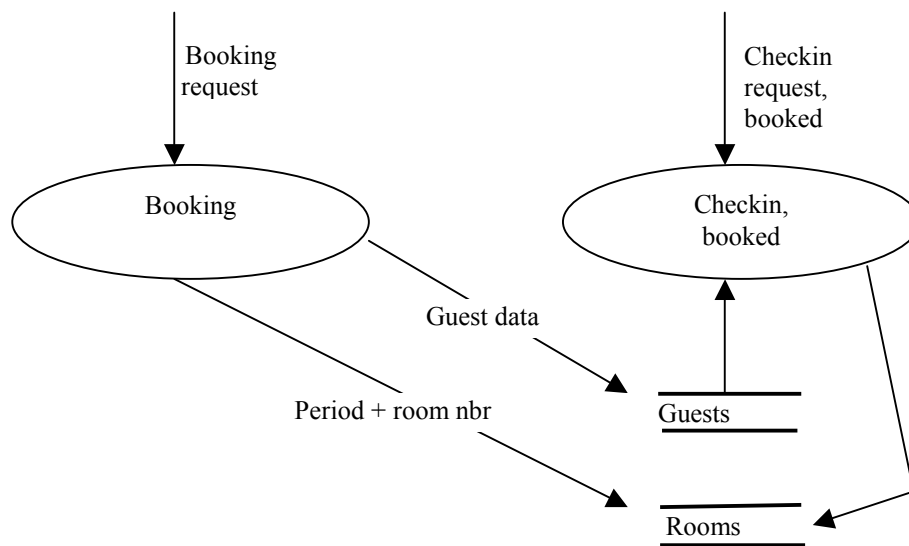 Booking
request
Checkin
request,
booked
Booking
Checkin,
booked
Guest data
Period + room nbr
Guests
Rooms